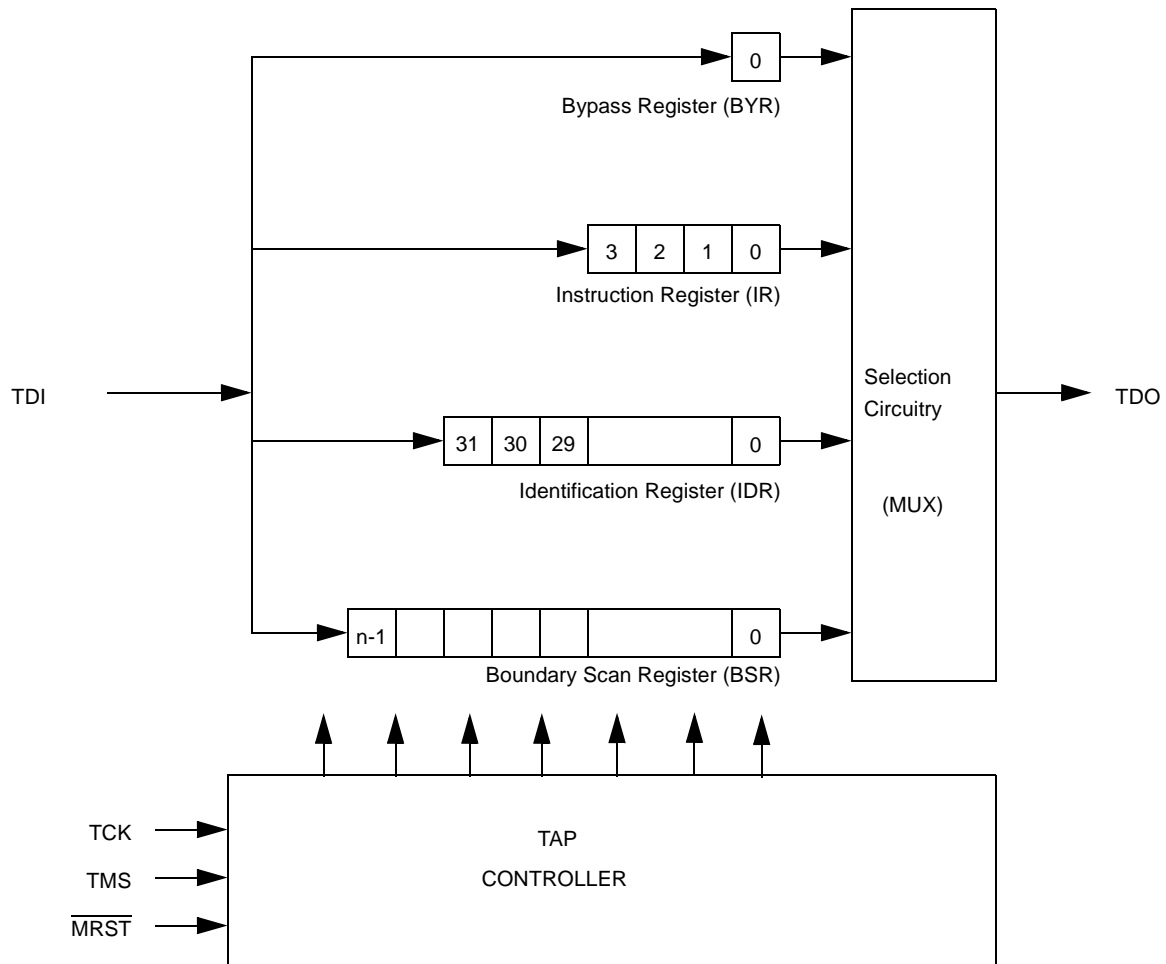 0
Bypass Register (BYR)
3 2 1 0
Instruction Register (IR)
TDI
Selection
Circuitry
(MUX)
TDO
31 30 29 0
Identification Register (IDR)
n-1 0
Boundary Scan Register (BSR)
TCK
TMS
MRST
TAP
CONTROLLER